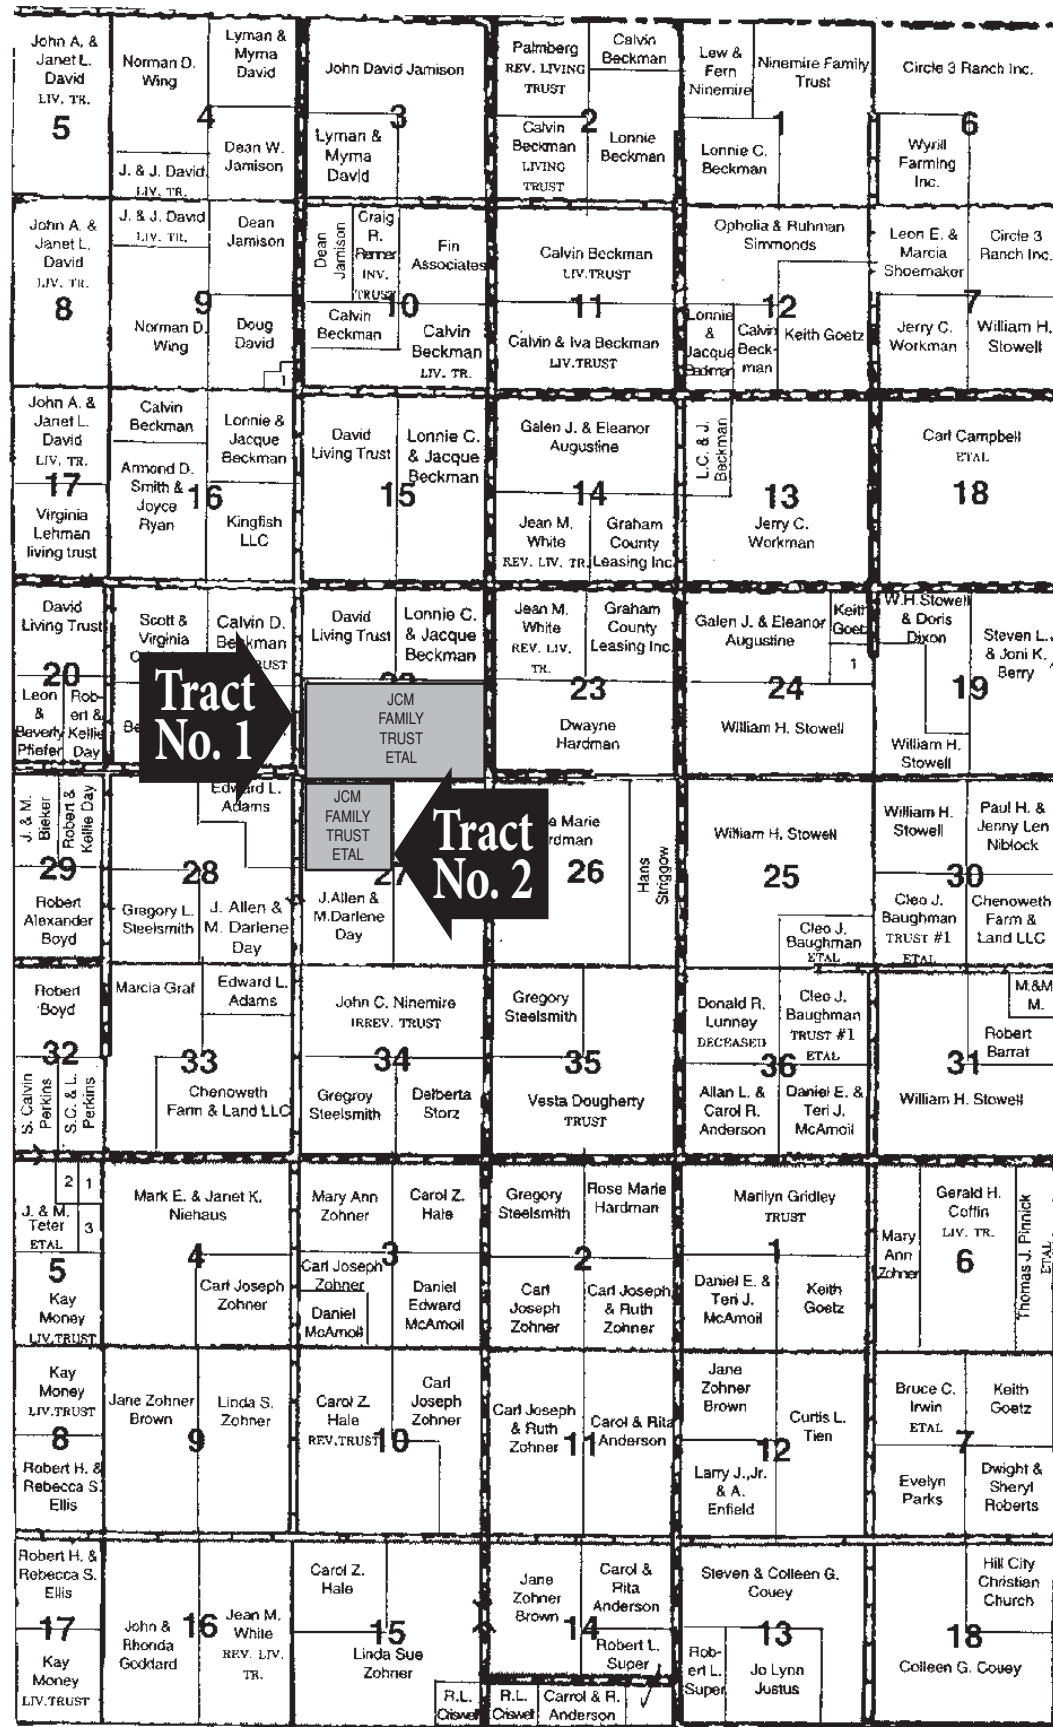 John A. &
Janet L.
David
LIV. TR.
5
Norman D.
Wing
Lyman &
Myrna
David
4
J. & J. David
LIV. TR.
Dean W.
Jamison
John David Jamison
3
Lyman &
Myrna
David
Palmberg
REV. LIVING
TRUST
Calvin
Beckman
2
Calvin
Beckman
LIVING
TRUST
Lonnie
Beckman
Lew &
Fern
Ninemire
Ninemire Family
Trust
1
Lonnie C.
Beckman
Circle 3 Ranch Inc.
6
Wyrill
Farming
Inc.
John A. &
Janet L.
David
LIV. TR.
8
J. & J. David
LIV. TR.
Dean
Jamison
9
Norman D.
Wing
Doug
David
1
Dean
Jamison
Craig
R.
Renner
INV.
TRUST
Fin
Associates
10
Calvin
Beckman
Calvin
Beckman
LIV. TR.
Calvin Beckman
LIV.TRUST
11
Calvin & Iva Beckman
LIV.TRUST
Ophelia & Ruhman
Simmonds
12
Lonnie
&
Jacque
Beckman
Calvin
Beck-
man
Keith Goetz
Leon E. &
Marcia
Shoemaker
Circle 3
Ranch Inc.
7
Jerry C.
Workman
William H.
Stowell
John A. &
Janet L.
David
LIV. TR.
17
Virginia
Lehman
living trust
Calvin
Beckman
Lonnie &
Jacque
Beckman
Armond D.
Smith &
Joyce
Ryan
16
Kingfish
LLC
David
Living Trust
Lonnie C.
& Jacque
Beckman
15
Galen J. & Eleanor
Augustine
14
Jean M.
White
REV. LIV. TR.
Graham
County
Leasing Inc.
L.C. & J.
Beckman
13
Jerry C.
Workman
Carl Campbell
ETAL
18
David
Living Trust
20
Leon
&
Beverly
Pfiefer
Rob-
ert &
Kellie
Day
Scott &
Virginia
Calvin D.
Beckman
David
Living Trust
Lonnie C.
& Jacque
Beckman
Tract
No. 1
JCM
FAMILY
TRUST
ETAL
Jean M.
White
REV. LIV.
TR.
Graham
County
Leasing Inc.
23
Dwayne
Hardman
Galen J. & Eleanor
Augustine
Keith
Goetz
1
24
William H. Stowell
W.H. Stowell
& Doris
Dixon
Steven L.
& Joni K.
Berry
19
William H.
Stowell
J. & M.
Bieker
Robert &
Kellie Day
29
Robert
Alexander
Boyd
Edward L.
Adams
28
Gregory L.
Steelsmith
J. Allen &
M. Darlene
Day
JCM
FAMILY
TRUST
ETAL
27
J.Allen &
M.Darlene
Day
Tract
No. 2
Marie
26
Hans
Striggow
William H. Stowell
25
Cleo J.
Baughman
ETAL
William H.
Stowell
Paul H. &
Jenny Len
Niblock
30
Cleo J.
Baughman
TRUST #1
ETAL
Chenoweth
Farm &
Land LLC
Robert
Boyd
32
S. Calvin
Perkins
S.C. & L.
Perkins
Marcia Graf
Edward L.
Adams
33
Chenoweth
Farm & Land LLC
John C. Ninemire
IRREV. TRUST
34
Gregroy
Steelsmith
Delberta
Storz
Gregory
Steelsmith
35
Vesta Dougherty
TRUST
Donald R.
Lunney
DECEASED
Cleo J.
Baughman
TRUST #1
ETAL
36
Allan L. &
Carol R.
Anderson
Daniel E. &
Teri J.
McAmoil
M.&M.
M.
Robert
Barrat
31
William H. Stowell
2
1
J. & M.
Teter
ETAL
3
5
Kay
Money
LIV.TRUST
Mark E. & Janet K.
Niehaus
4
Carl Joseph
Zohner
Mary Ann
Zohner
Carol Z.
Hale
3
Carl Joseph
Zohner
Daniel
McAmoil
Daniel
Edward
McAmoil
Gregory
Steelsmith
Rose Marie
Hardman
2
Carl
Joseph
Zohner
Carl Joseph
& Ruth
Zohner
Marilyn Gridley
TRUST
1
Daniel E. &
Teri J.
McAmoil
Keith
Goetz
Mary
Ann
Zohner
Gerald H.
Coffin
LIV. TR.
6
Thomas J. Pinnick
ETAL
Kay
Money
LIV.TRUST
8
Robert H. &
Rebecca S.
Ellis
Jane Zohner
Brown
Linda S.
Zohner
9
Carol Z.
Hale
REV.TRUST
Carl
Joseph
Zohner
10
Carl Joseph
& Ruth
Zohner
Carol & Rita
Anderson
11
Jane
Zohner
Brown
Curtis L.
Tien
12
Larry J.,Jr.
& A.
Enfield
Bruce C.
Irwin
ETAL
Keith
Goetz
7
Evelyn
Parks
Dwight &
Sheryl
Roberts
Robert H. &
Rebecca S.
Ellis
17
Kay
Money
LIV.TRUST
John &
Rhonda
Goddard
16
Jean M.
White
REV. LIV.
TR.
Carol Z.
Hale
15
Linda Sue
Zohner
R.L.
Criswel
Jane
Zohner
Brown
Carol &
Rita
Anderson
14
Robert L.
Super
R.L.
Criswel
Carrol & R.
Anderson
Steven & Colleen G.
Couey
13
Rob-
ert L.
Super
Jo Lynn
Justus
Hill City
Christian
Church
18
Colleen G. Couey